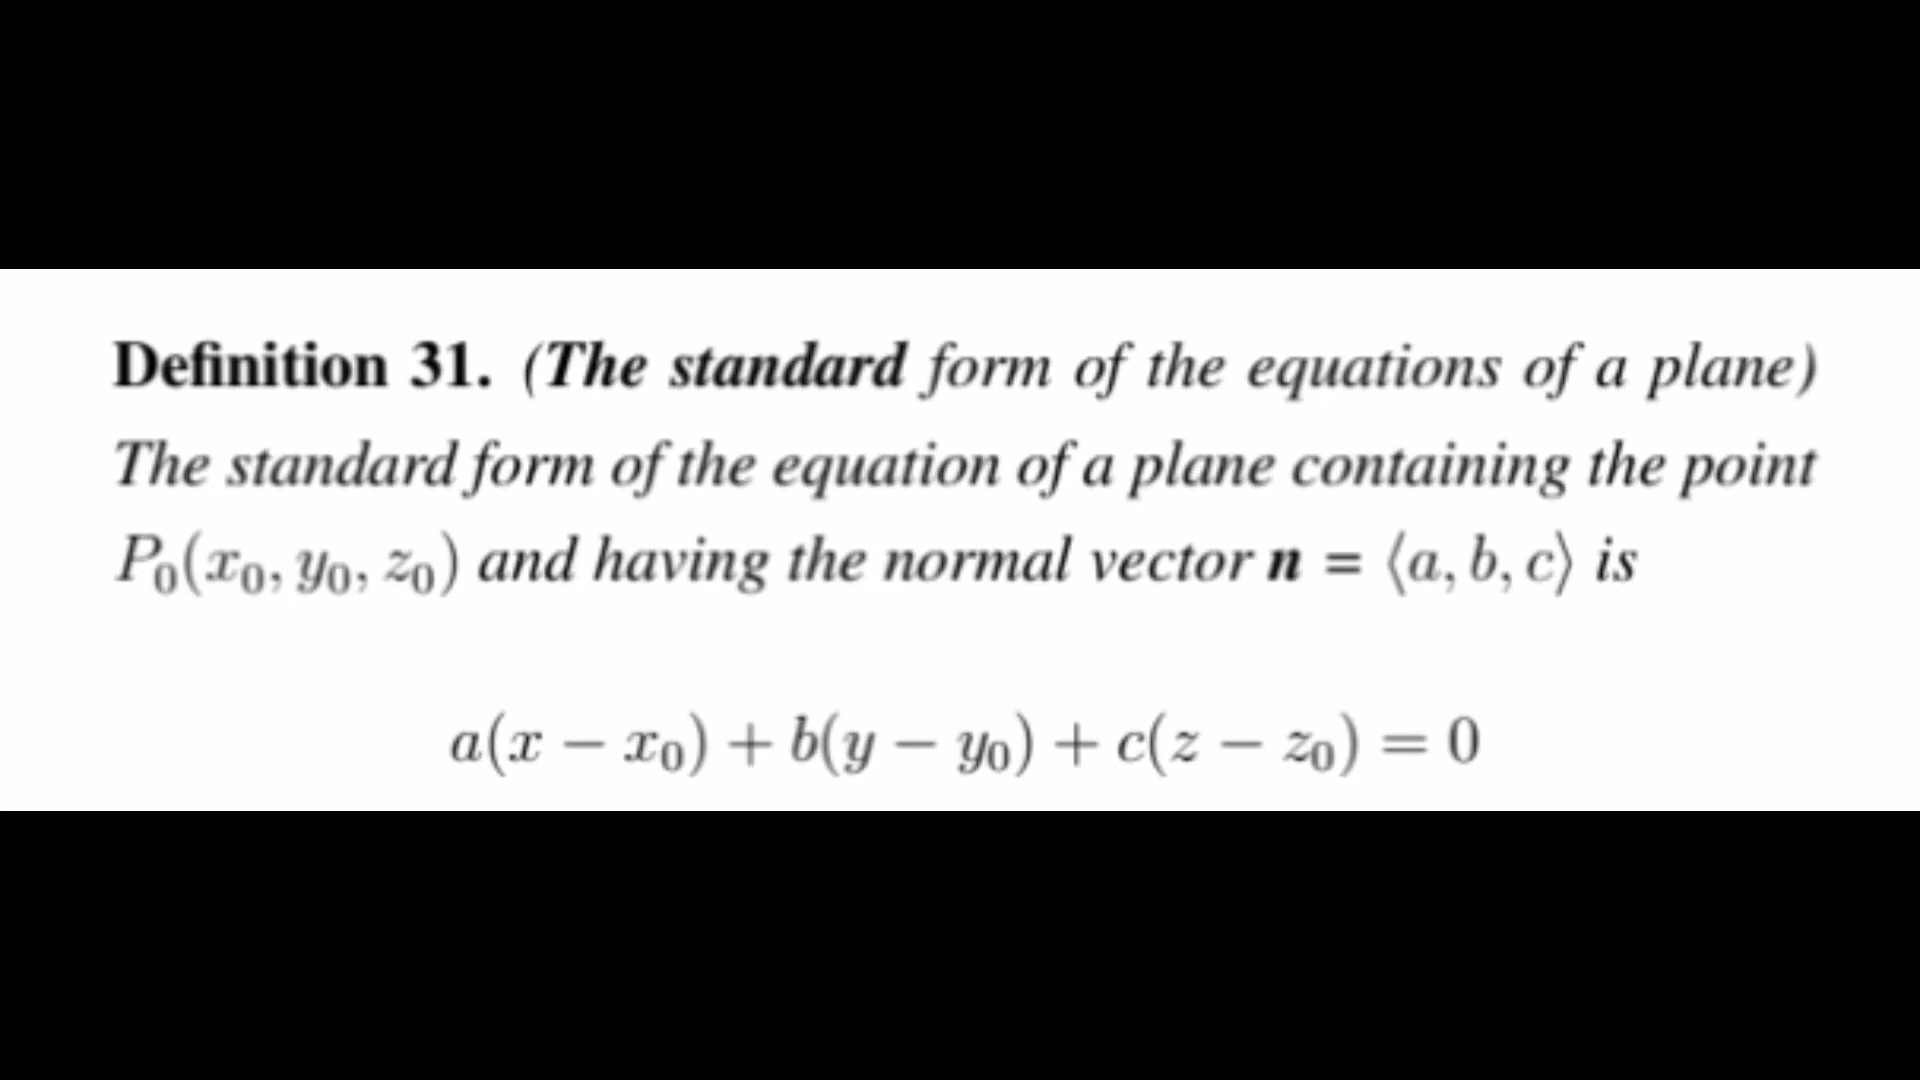 Definition 31. (The standard form of the equations of a plane)
The standard form of the equation of a plane containing the point
P₀(x₀, y₀, z₀) and having the normal vector n = ⟨a, b, c⟩ is
a(x − x₀) + b(y − y₀) + c(z − z₀) = 0